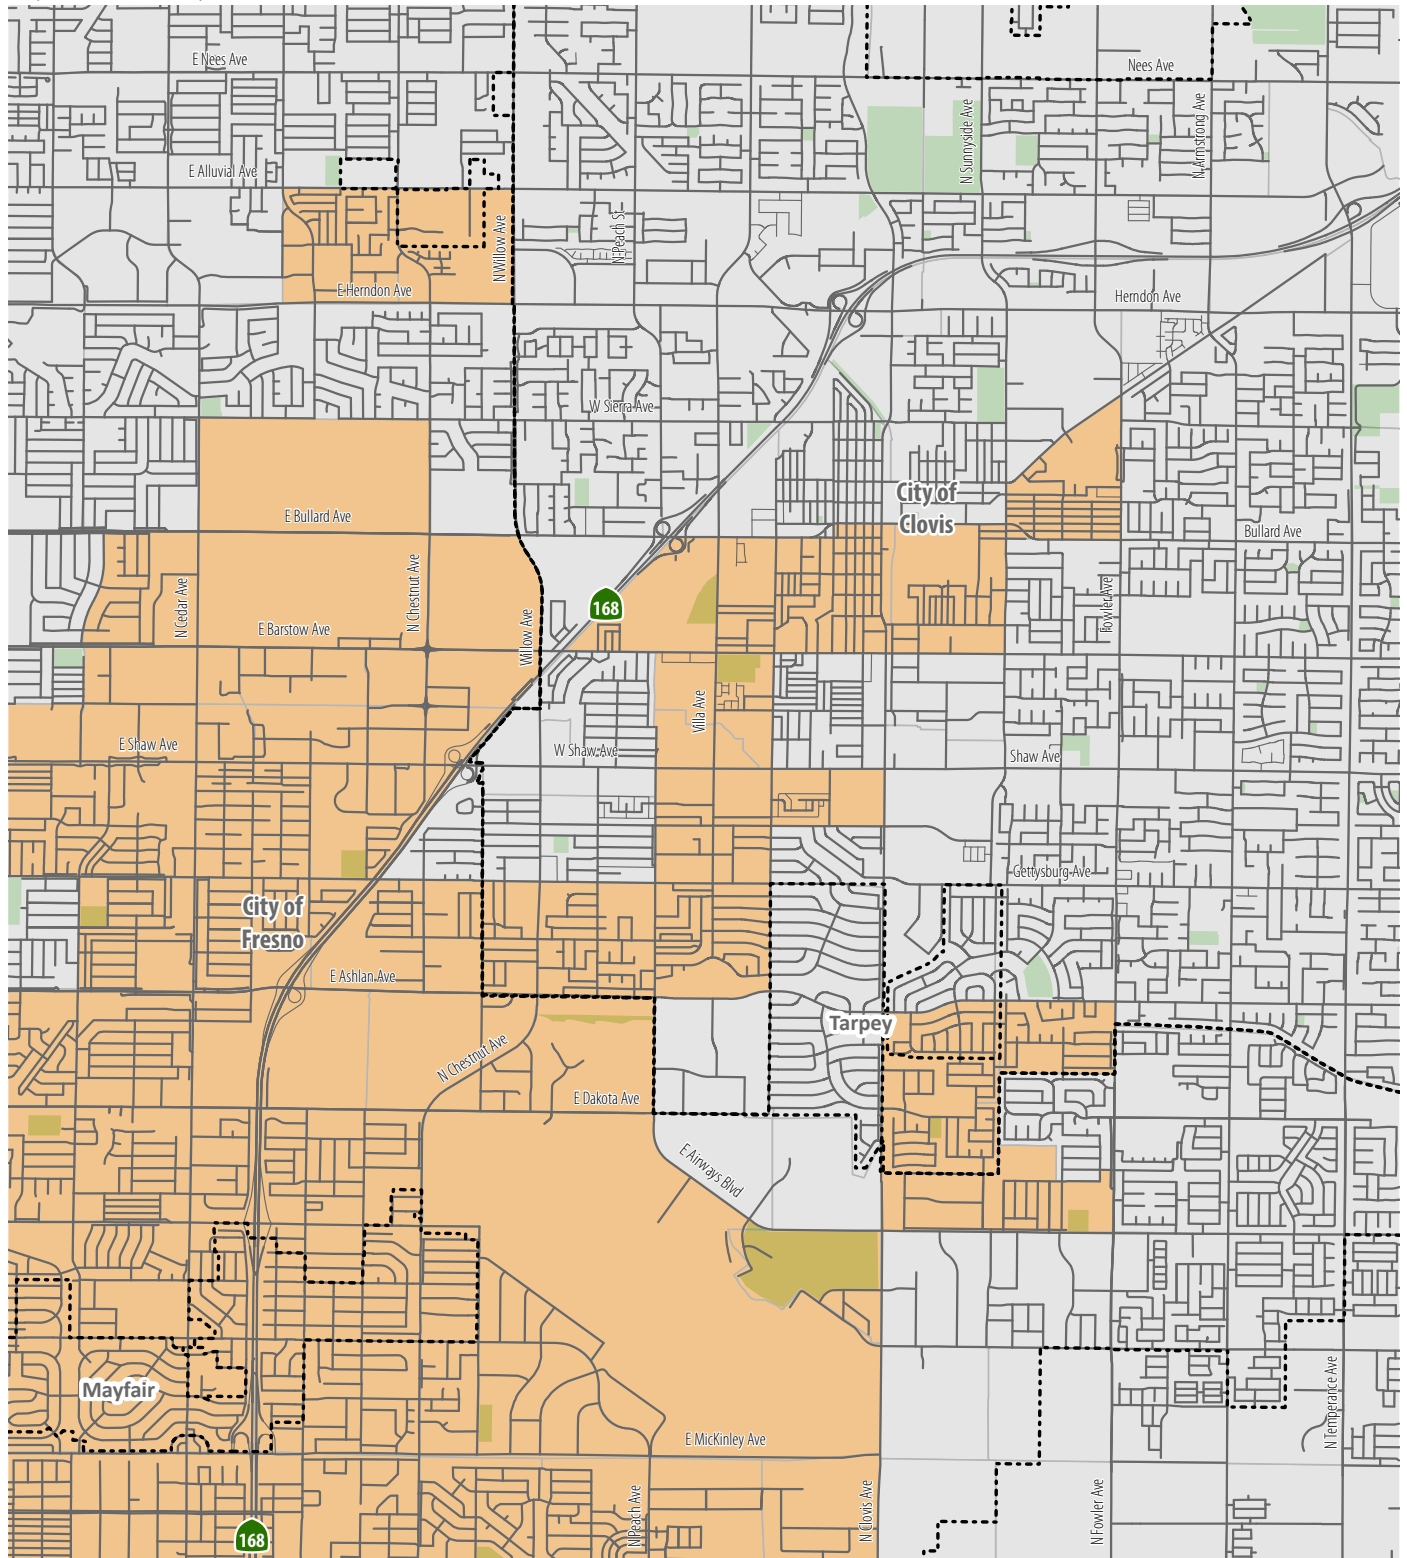 E Nees Ave
Nees Ave
N Sunnyside Ave
N Armstrong Ave
E Alluvial Ave
N Willow Ave
N Peach St
E Herndon Ave
Herndon Ave
W Sierra Ave
City of
Clovis
E Bullard Ave
Bullard Ave
N Cedar Ave
N Chestnut Ave
168
Fowler Ave
E Barstow Ave
Willow Ave
Villa Ave
E Shaw Ave
W Shaw Ave
Shaw Ave
Gettysburg Ave
City of
Fresno
E Ashlan Ave
Tarpey
N Chestnut Ave
E Dakota Ave
E Airways Blvd
Mayfair
N Temperance Ave
E McKinley Ave
N Peach Ave
N Clovis Ave
N Fowler Ave
168